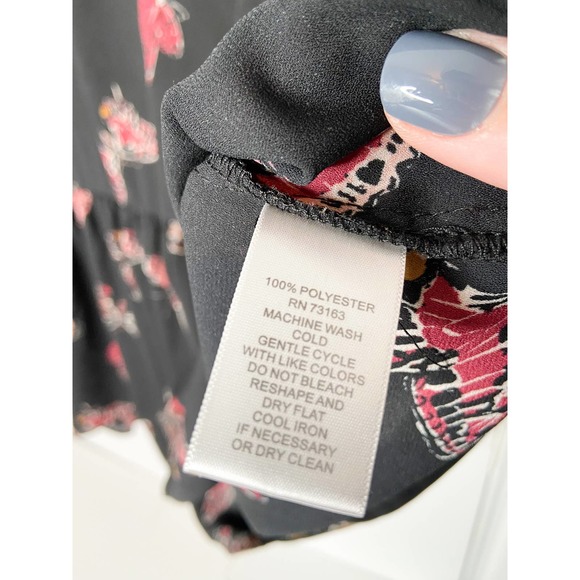 100% POLYESTER
RN 73163
MACHINE WASH
COLD
GENTLE CYCLE
WITH LIKE COLORS
DO NOT BLEACH
RESHAPE AND
DRY FLAT
COOL IRON
IF NECESSARY
OR DRY CLEAN